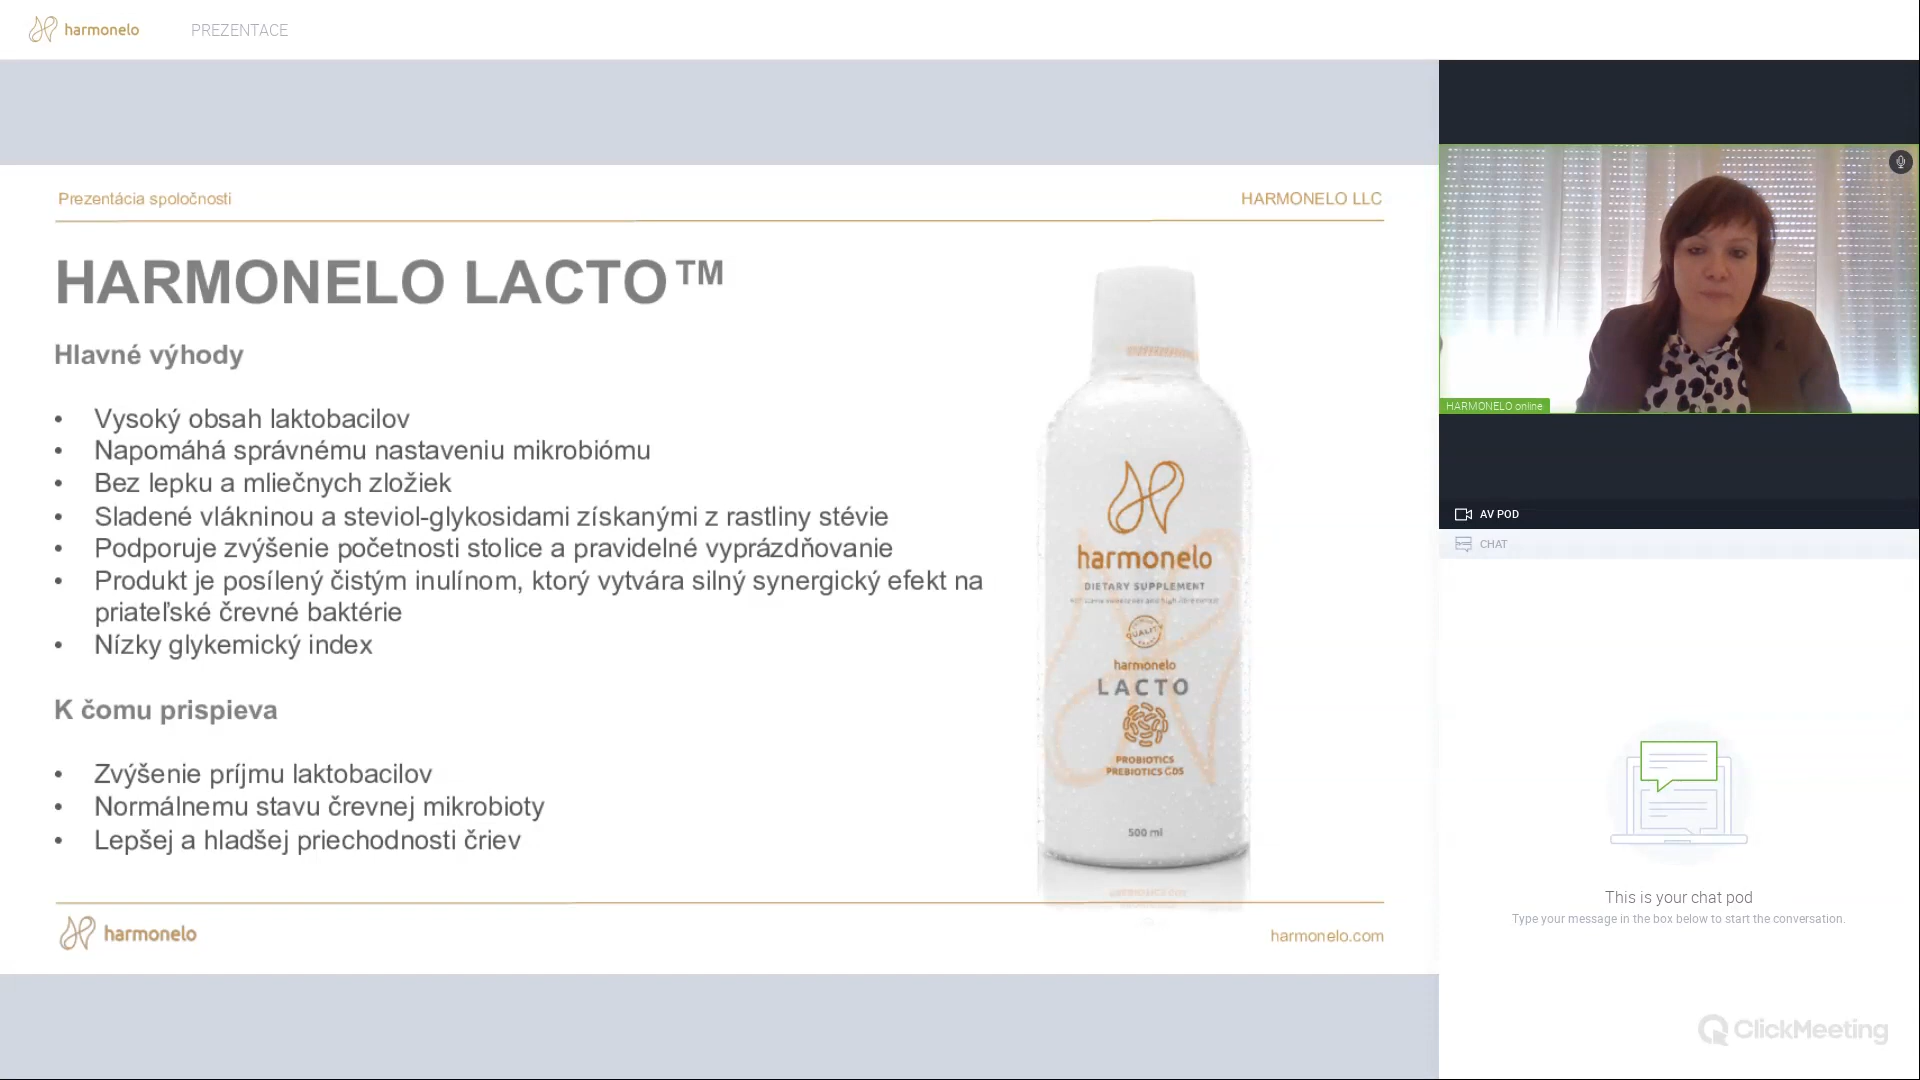 harmonelo
PREZENTACE
Prezentácia spoločnosti
HARMONELO LLC
HARMONELO LACTO™
Hlavné výhody
• Vysoký obsah laktobacilov
• Napomáhá správnému nastaveniu mikrobiómu
• Bez lepku a mliečnych zložiek
• Sladené vlákninou a steviol-glykosidami získanými z rastliny stévie
• Podporuje zvýšenie početnosti stolice a pravidelné vyprázdňovanie
• Produkt je posílený čistým inulínom, ktorý vytvára silný synergický efekt na
priateľské črevné baktérie
• Nízky glykemický index
K čomu prispieva
• Zvýšenie príjmu laktobacilov
• Normálnemu stavu črevnej mikrobioty
• Lepšej a hladšej priechodnosti čriev
harmonelo
DIETARY SUPPLEMENT
QUALITY
harmonelo
LACTO
PROBIOTICS
PREBIOTICS GOS
500 ml
harmonelo
harmonelo.com
HARMONELO online
AV POD
CHAT
This is your chat pod
Type your message in the box below to start the conversation.
ClickMeeting